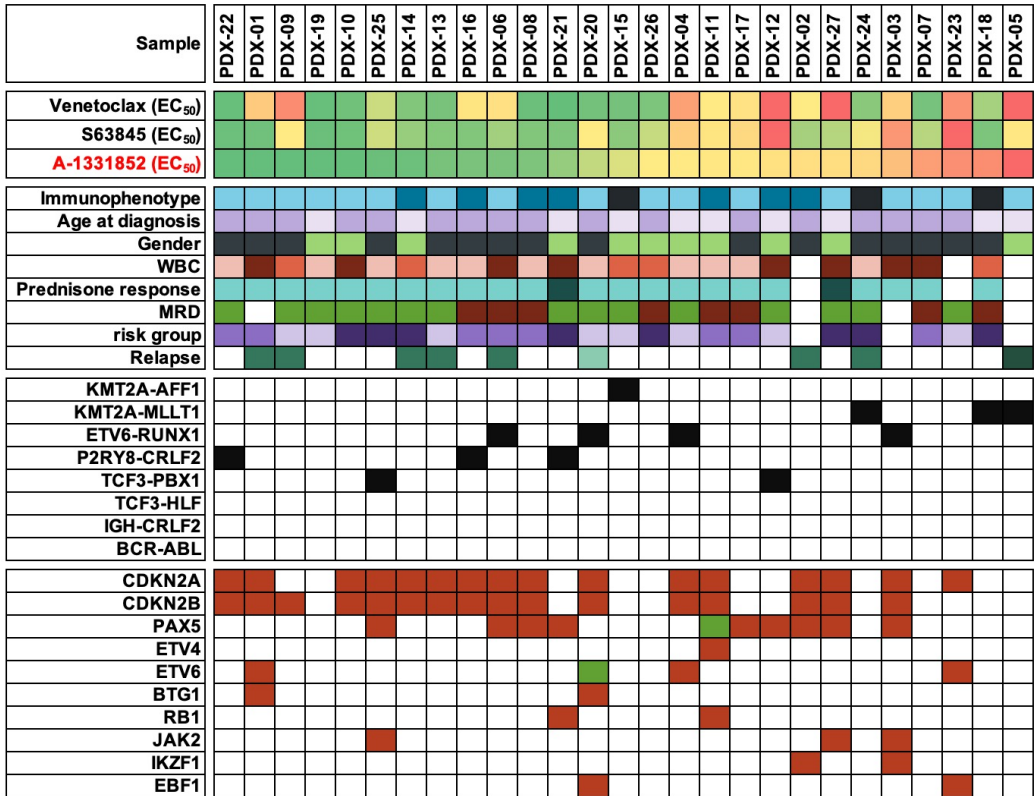 Sample PDX-22 PDX-01 PDX-09 PDX-19 PDX-10 PDX-25 PDX-14 PDX-13 PDX-16 PDX-06 PDX-08 PDX-21 PDX-20 PDX-15 PDX-26 PDX-04 PDX-11 PDX-17 PDX-12 PDX-02 PDX-24 PDX-03 PDX-07 PDX-23 PDX-18 PDX-05
Venetoclax (EC50)
S63845 (EC50)
A-1331852 (EC50)
Immunophenotype
Age at diagnosis
Gender
WBC
Prednisone response
MRD
risk group
Relapse
KMT2A-AFF1
KMT2A-MLLT1
ETV6-RUNX1
P2RY8-CRLF2
TCF3-PBX1
TCF3-HLF
IGH-CRLF2
BCR-ABL
CDKN2A
CDKN2B
PAX5
ETV4
ETV6
BTG1
RB1
JAK2
IKZF1
EBF1